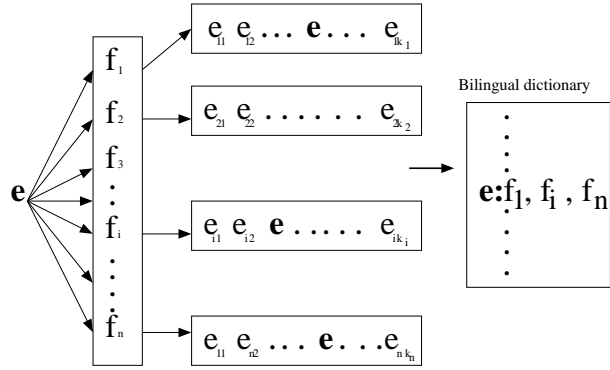 e
f1
f2
f3
.
.
fi
.
.
.
.
fn
e11 e12 ... e ... e1k1
e21 e22 ...... e2k2
ei1 ei2 e ..... eiki
e11 en2 ... e ...enkn
Bilingual dictionary
e:f1, fi , fn